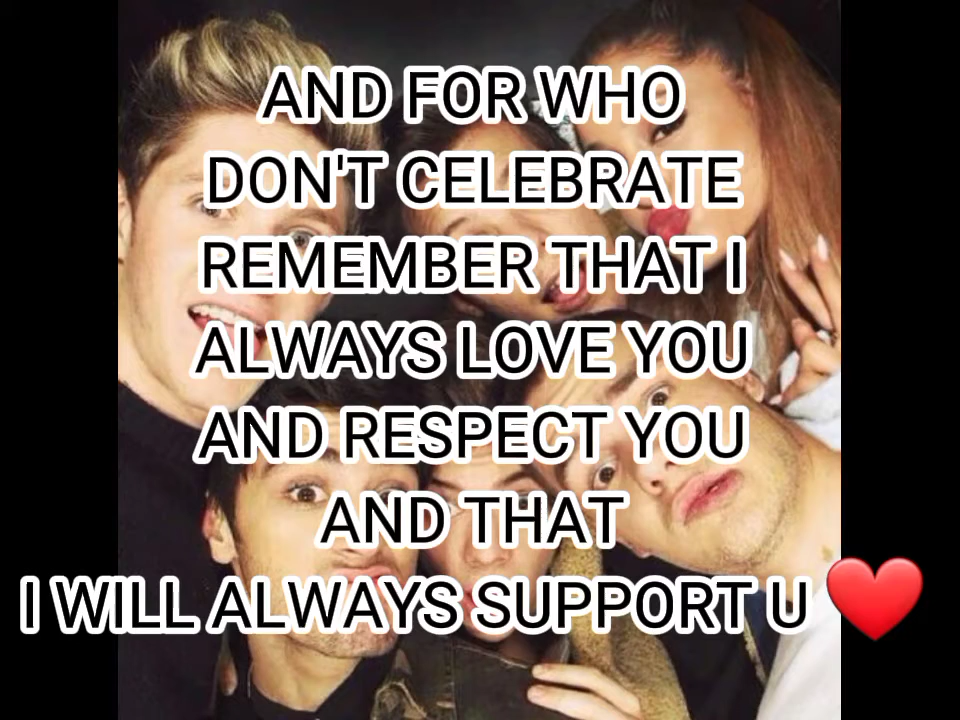 AND FOR WHO
DON'T CELEBRATE
REMEMBER THAT I
ALWAYS LOVE YOU
AND RESPECT YOU
AND THAT
I WILL ALWAYS SUPPORT U ❤️